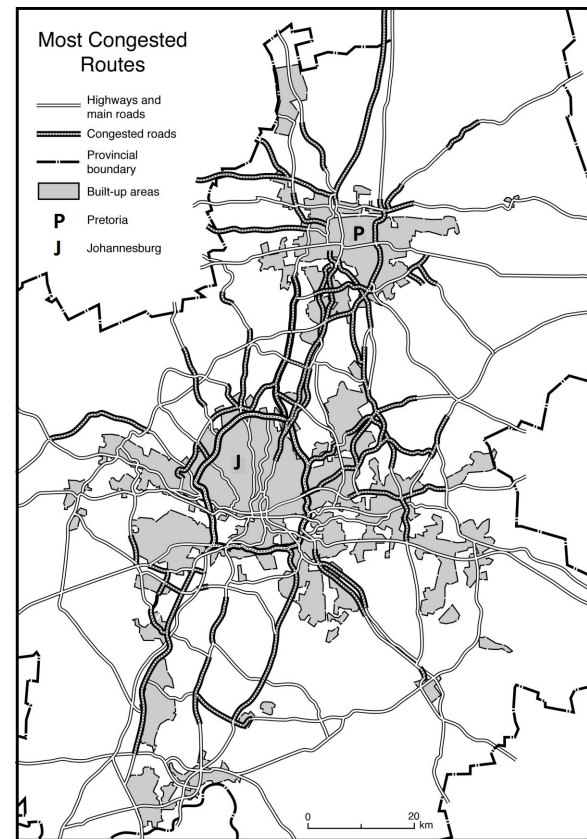 Most Congested
Routes
Highways and
main roads
Congested roads
Provincial
boundary
Built-up areas
P Pretoria
J Johannesburg
P
J
0 20
km